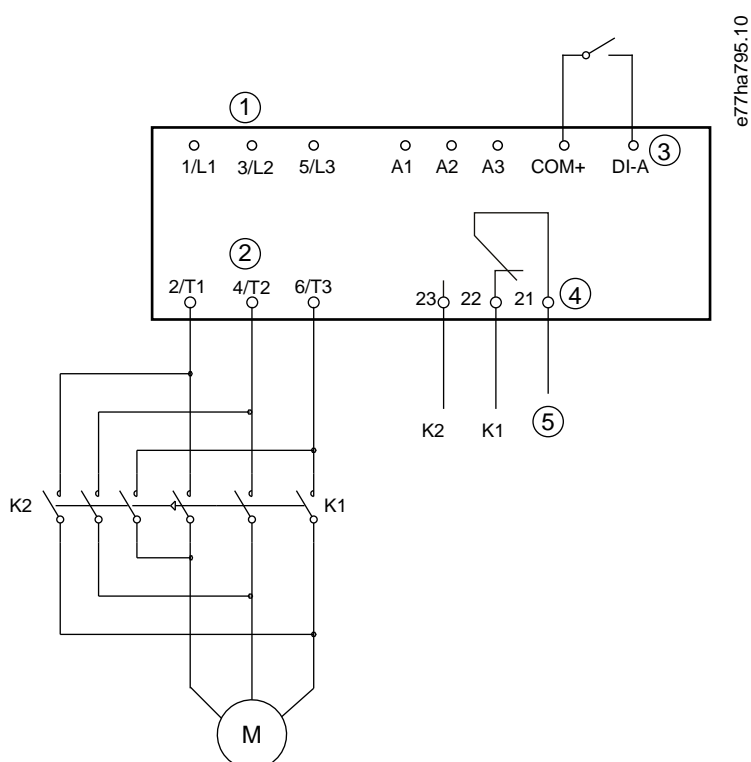 e77ha795.10
1
1/L1 3/L2 5/L3 A1 A2 A3 COM+ DI-A 3
2
2/T1 4/T2 6/T3 23 22 21 4
K2 K1 5
K2 K1
M